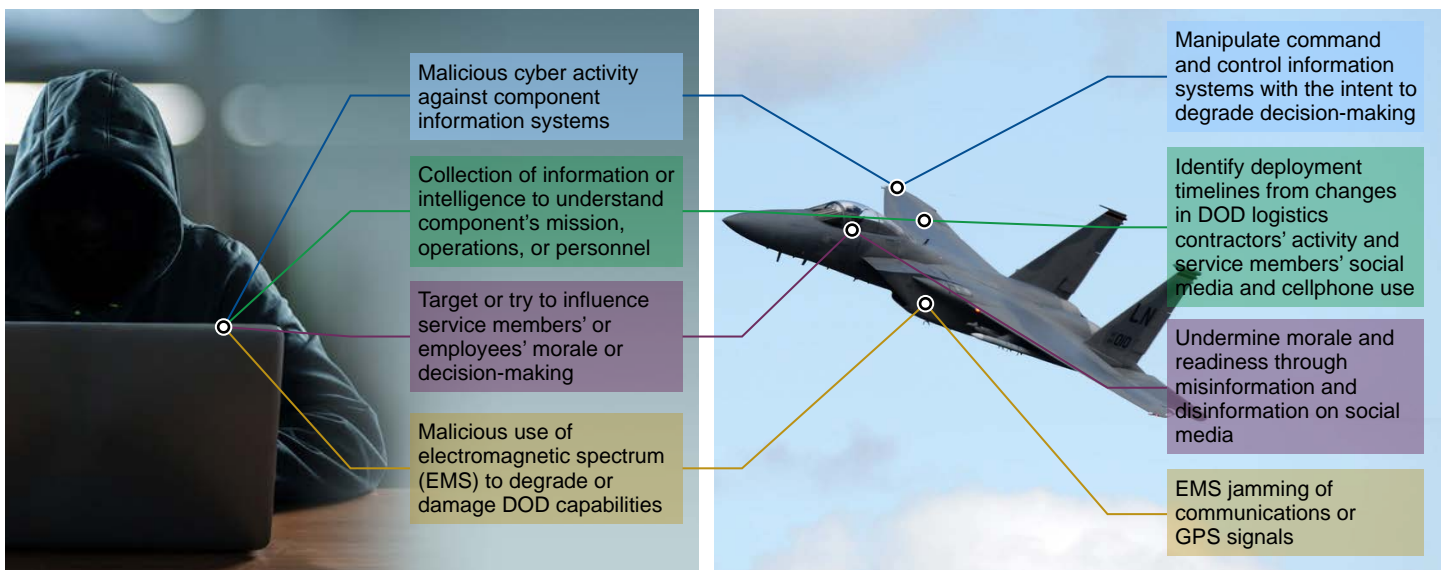 Malicious cyber activity
against component
information systems
Collection of information or
intelligence to understand
component's mission,
operations, or personnel
Target or try to influence
service members' or
employees' morale or
decision-making
Malicious use of
electromagnetic spectrum
(EMS) to degrade or
damage DOD capabilities
Manipulate command
and control information
systems with the intent to
degrade decision-making
Identify deployment
timelines from changes
in DOD logistics
contractors' activity and
service members' social
media and cellphone use
Undermine morale and
readiness through
misinformation and
disinformation on social
media
EMS jamming of
communications or
GPS signals
LN
010